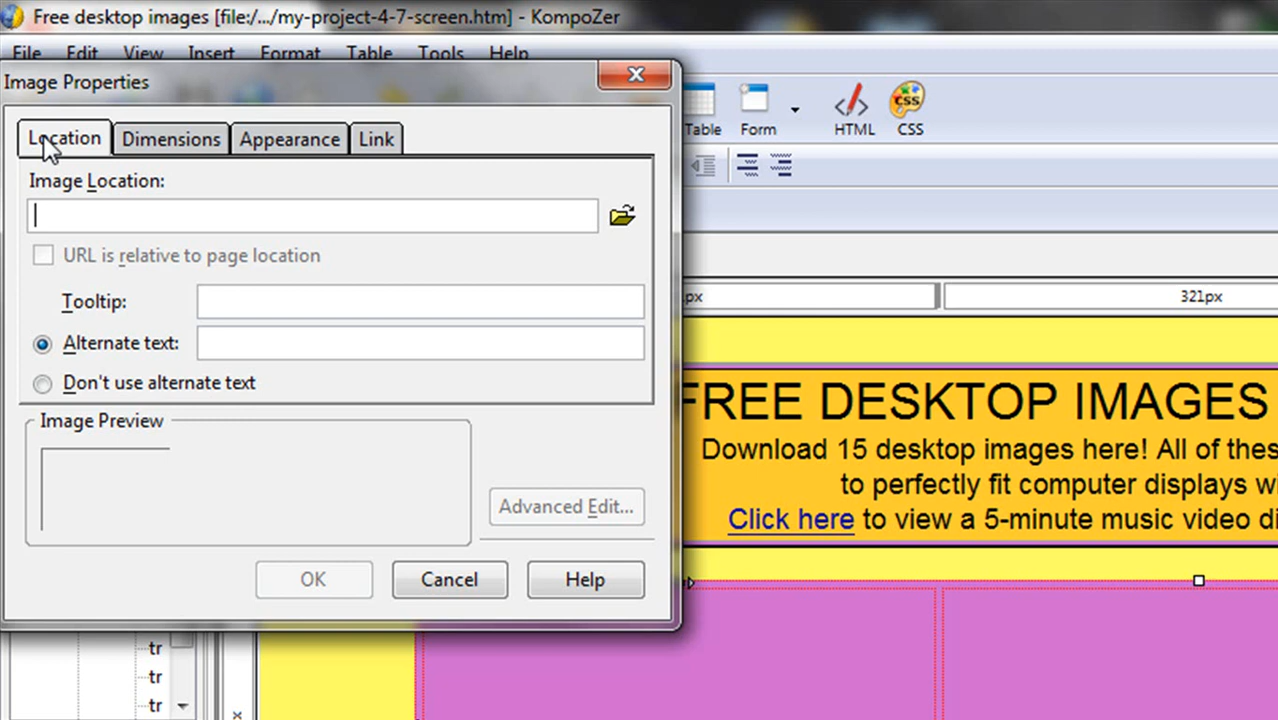 Free desktop images [file:/.../my-project-4-7-screen.htm] - KompoZer
File Edit View Insert Format Table Tools Help
Image Properties
Table Form HTML CSS
CSS
Location Dimensions Appearance Link
Image Location:
URL is relative to page location
Tooltip:
Alternate text:
Don't use alternate text
Image Preview
Advanced Edit...
OK Cancel Help
px 321px
FREE DESKTOP IMAGES
Download 15 desktop images here! All of thes
to perfectly fit computer displays w
Click here to view a 5-minute music video di
tr
tr
tr